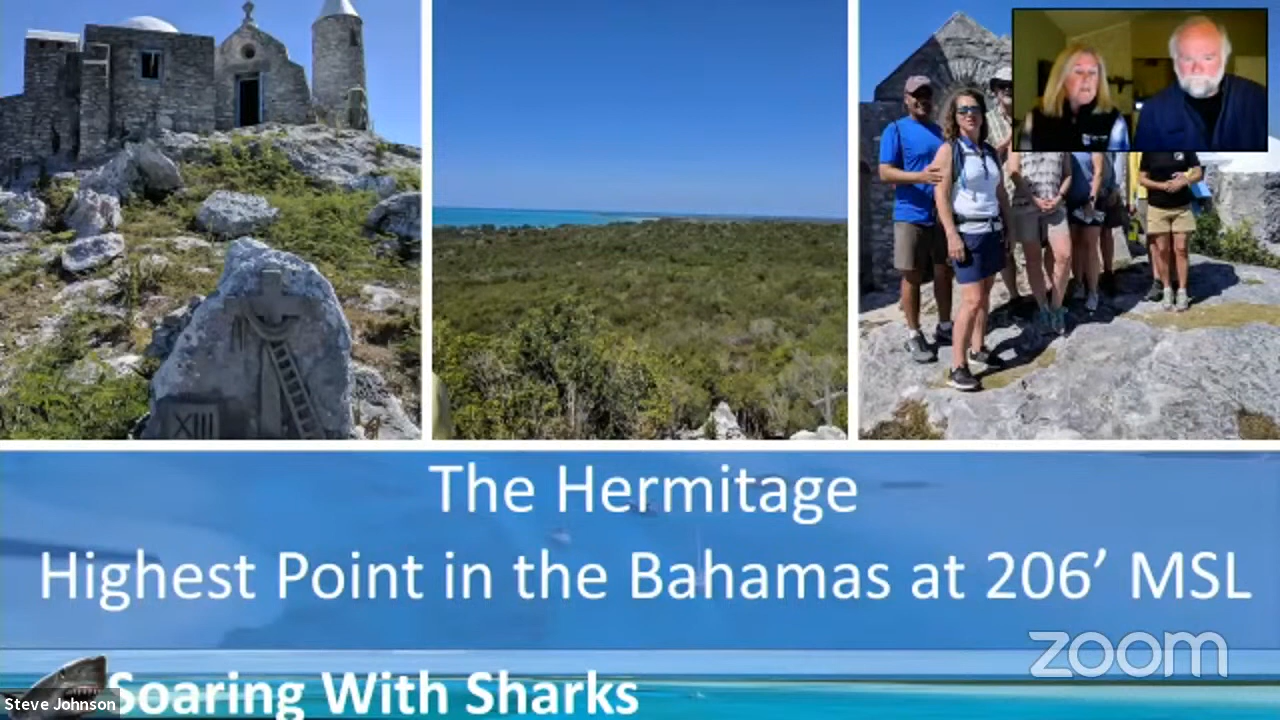 XIII
The Hermitage
Highest Point in the Bahamas at 206’ MSL
zoom
Soaring With Sharks
Steve Johnson